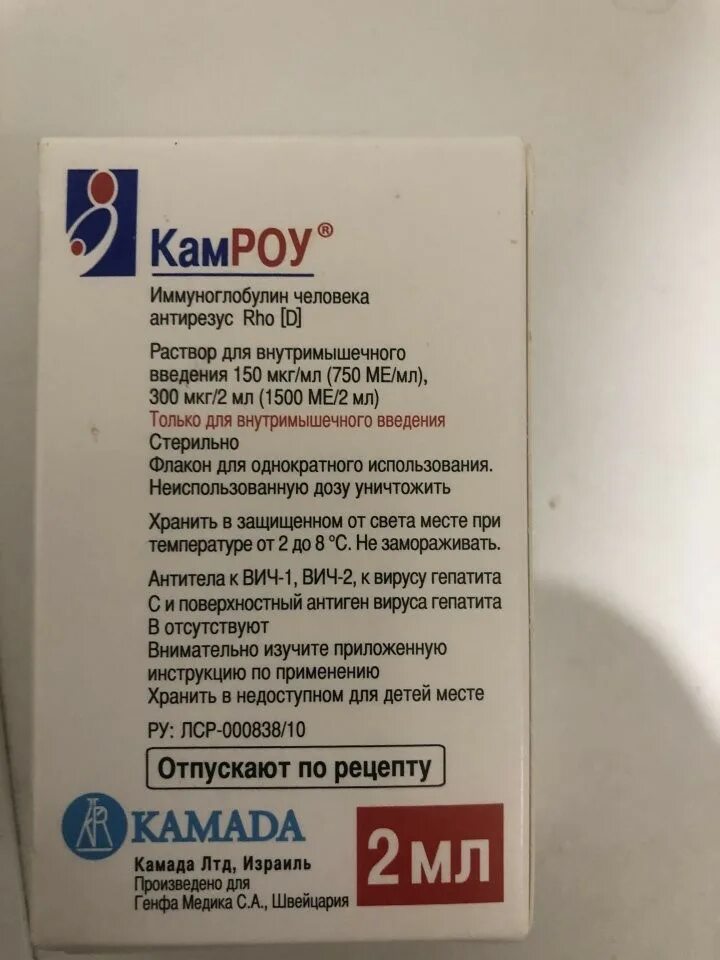 КамРОУ®
Иммуноглобулин человека
антирезус Rho [D]
Раствор для внутримышечного
введения 150 мкг/мл (750 МЕ/мл),
300 мкг/2 мл (1500 МЕ/2 мл)
Только для внутримышечного введения
Стерильно
Флакон для однократного использования.
Неиспользованную дозу уничтожить
Хранить в защищенном от света месте при
температуре от 2 до 8 °С. Не замораживать.
Антитела к ВИЧ-1, ВИЧ-2, к вирусу гепатита
С и поверхностный антиген вируса гепатита
В отсутствуют
Внимательно изучите приложенную
инструкцию по применению
Хранить в недоступном для детей месте
РУ: ЛСР-000838/10
Отпускают по рецепту
KAMADA
Камада Лтд, Израиль
Произведено для
Генфа Медика С.А., Швейцария
2 мл